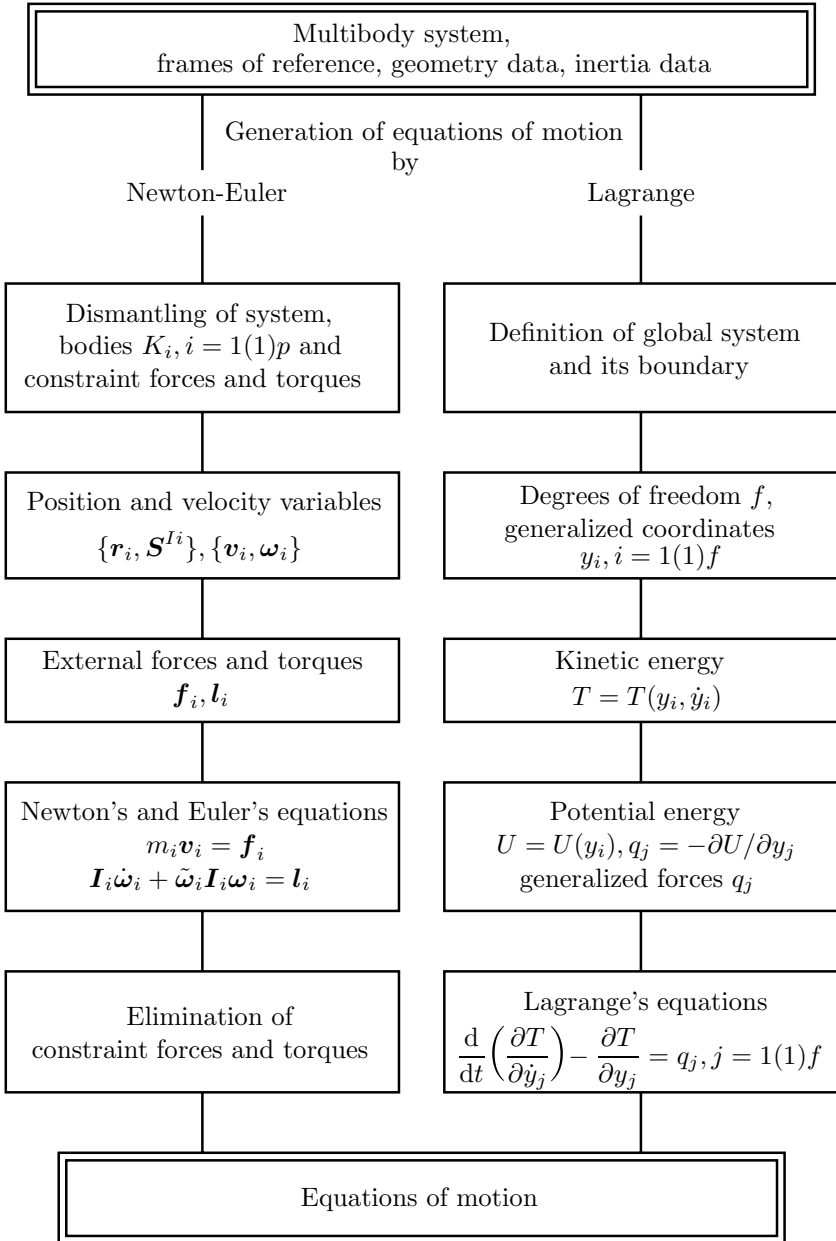 Multibody system,
frames of reference, geometry data, inertia data
Generation of equations of motion
by
Newton-Euler
Lagrange
Dismantling of system,
bodies K_i, i = 1(1)p and
constraint forces and torques
Position and velocity variables
{r_i, S^{Ii}}, {v_i, ω_i}
External forces and torques
f_i, l_i
Newton's and Euler's equations
m_i v_i = f_i
I_i ω̇_i + ω̃_i I_i ω_i = l_i
Elimination of
constraint forces and torques
Definition of global system
and its boundary
Degrees of freedom f,
generalized coordinates
y_i, i = 1(1)f
Kinetic energy
T = T(y_i, ẏ_i)
Potential energy
U = U(y_i), q_j = −∂U/∂y_j
generalized forces q_j
Lagrange's equations
d/dt (∂T/∂ẏ_j) − ∂T/∂y_j = q_j, j = 1(1)f
Equations of motion